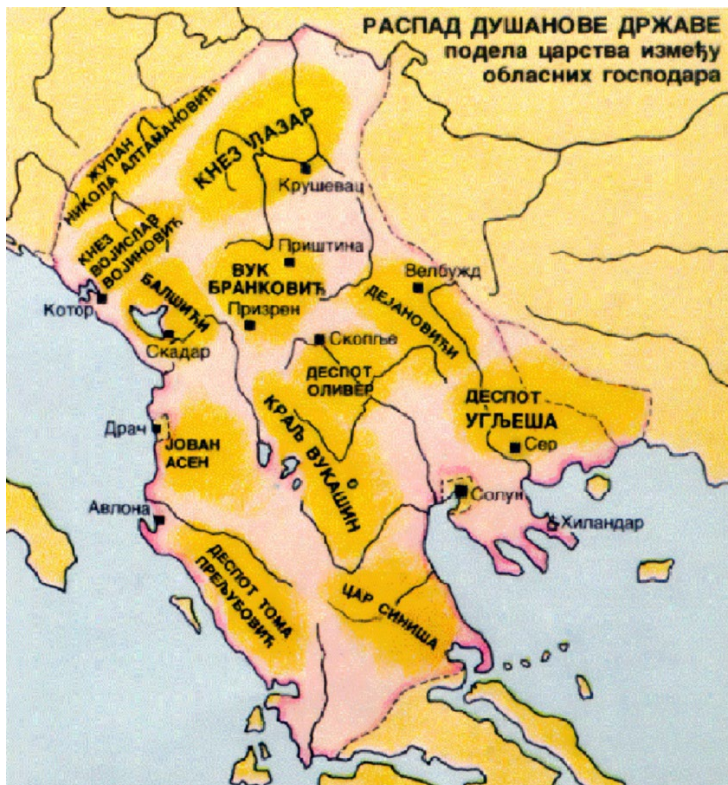 РАСПАД ДУШАНОВЕ ДРЖАВЕ
подела царства између
обласних господара
ЖУПАН
НИКОЛА АЛТАМАНОВИЋ
КНЕЗ ЛАЗАР
Крушевац
КНЕЗ
ВОЈИСЛАВ
ВОЈИНОВИЋ
Приштина
ВУК
БРАНКОВИЋ
Призрен
Велбужд
ДЕЈАНОВИЋИ
БАЛШИЋИ
Котор
Скадар
Скопље
ДЕСПОТ
ОЛИВЕР
ДЕСПОТ
УГЉЕША
Сер
Драч
ЈОВАН
АСЕН
КРАЉ ВУКАШИН
Солун
Хиландар
Авлона
ДЕСПОТ ТОМА
ПРЕЉУБОВИЋ
ЦАР СИНИША